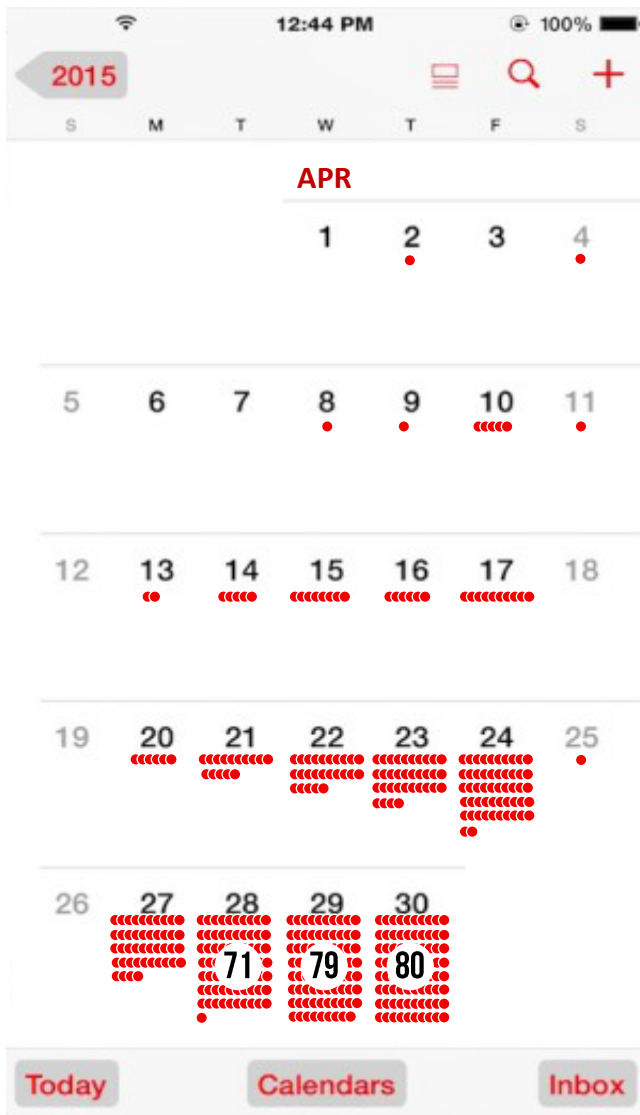 12:44 PM 100%
2015
S M T W T F S
APR
1 2 3 4
5 6 7 8 9 10 11
12 13 14 15 16 17 18
19 20 21 22 23 24 25
26 27 28 29 30
71 79 80
Today Calendars Inbox